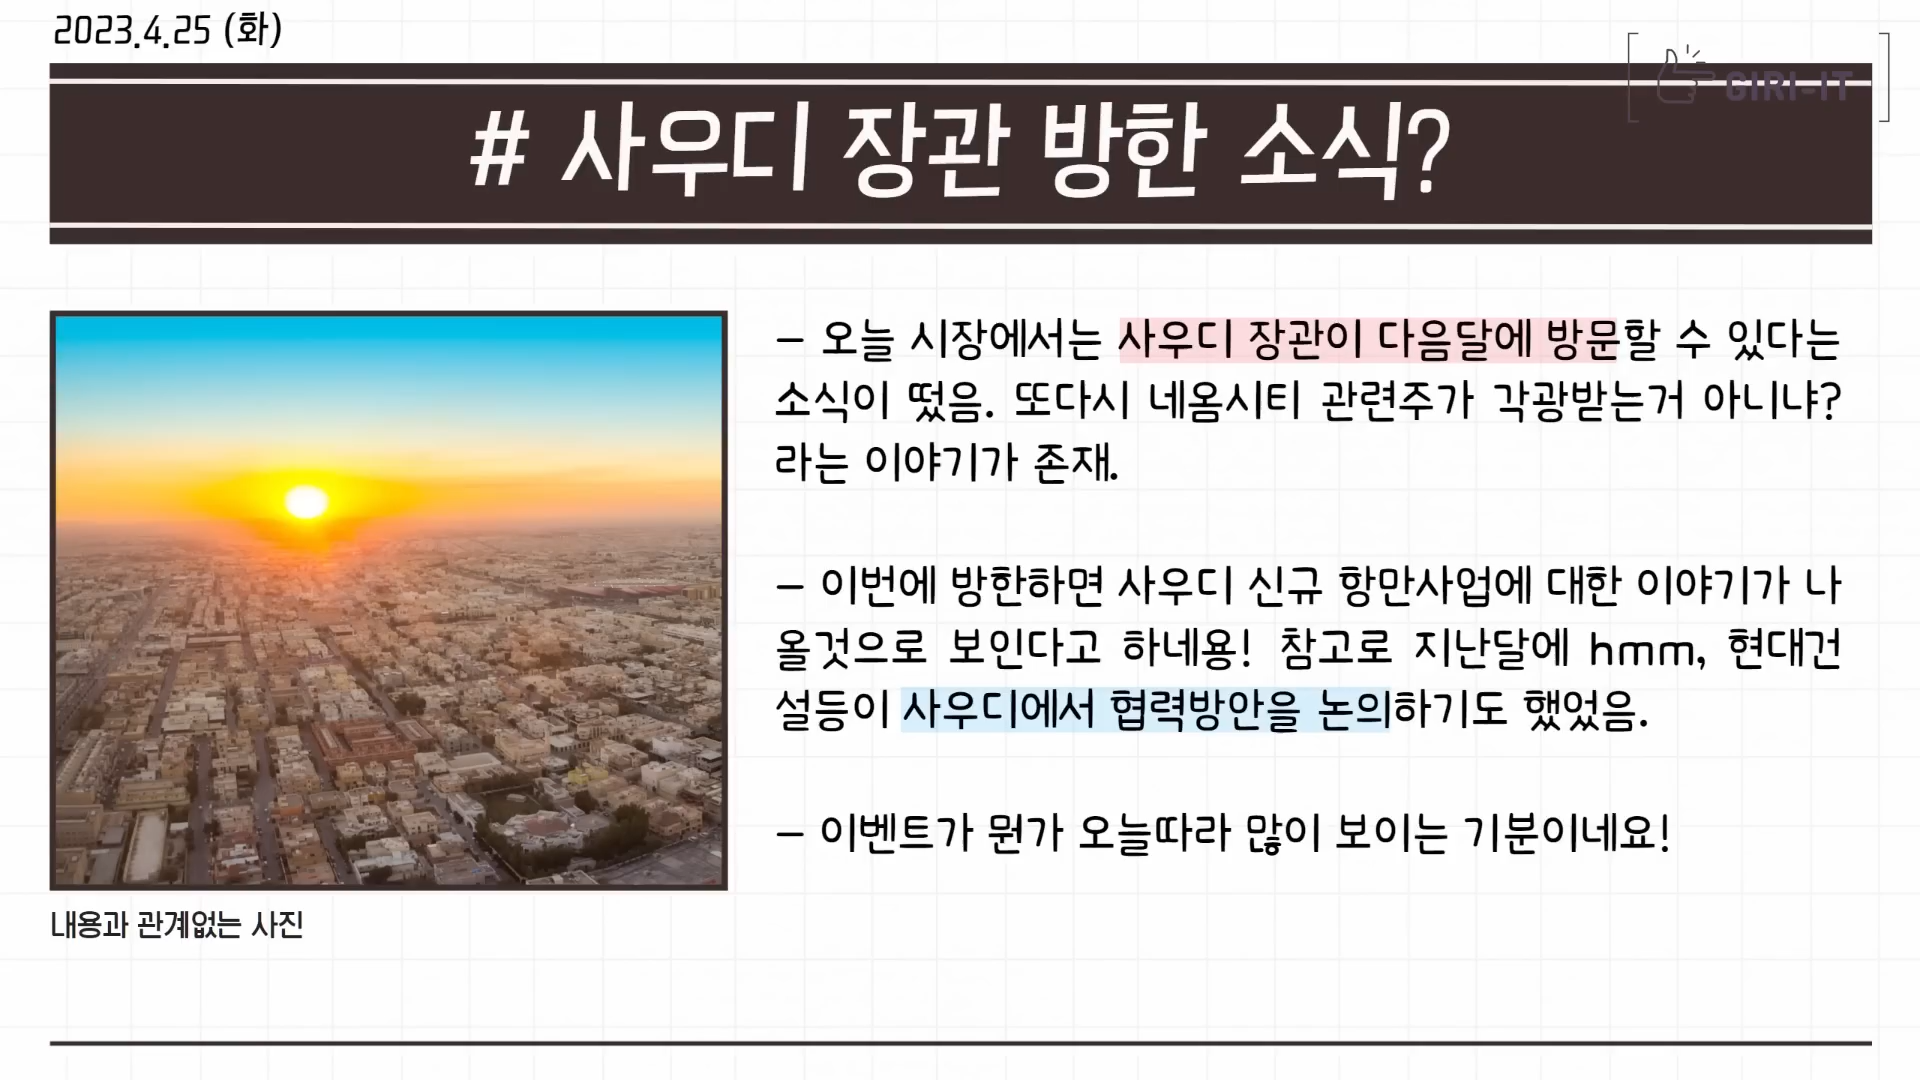 2023.4.25 (화)
GIRI-IT
# 사우디 장관 방한 소식?
– 오늘 시장에서는 사우디 장관이 다음달에 방문할 수 있다는
소식이 떴음. 또다시 네옴시티 관련주가 각광받는거 아니냐?
라는 이야기가 존재.
– 이번에 방한하면 사우디 신규 항만사업에 대한 이야기가 나
올것으로 보인다고 하네용! 참고로 지난달에 hmm, 현대건
설등이 사우디에서 협력방안을 논의하기도 했었음.
– 이벤트가 뭔가 오늘따라 많이 보이는 기분이네요!
내용과 관계없는 사진